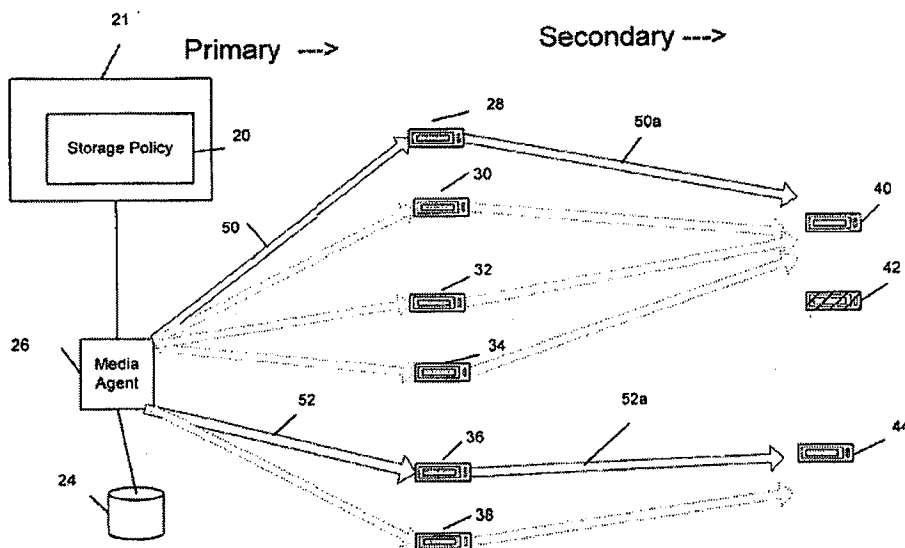 21
Primary --->
Secondary --->
20
Storage Policy
28
50a
30
40
50
32
42
26
Media
Agent
34
52
52a
36
44
24
38